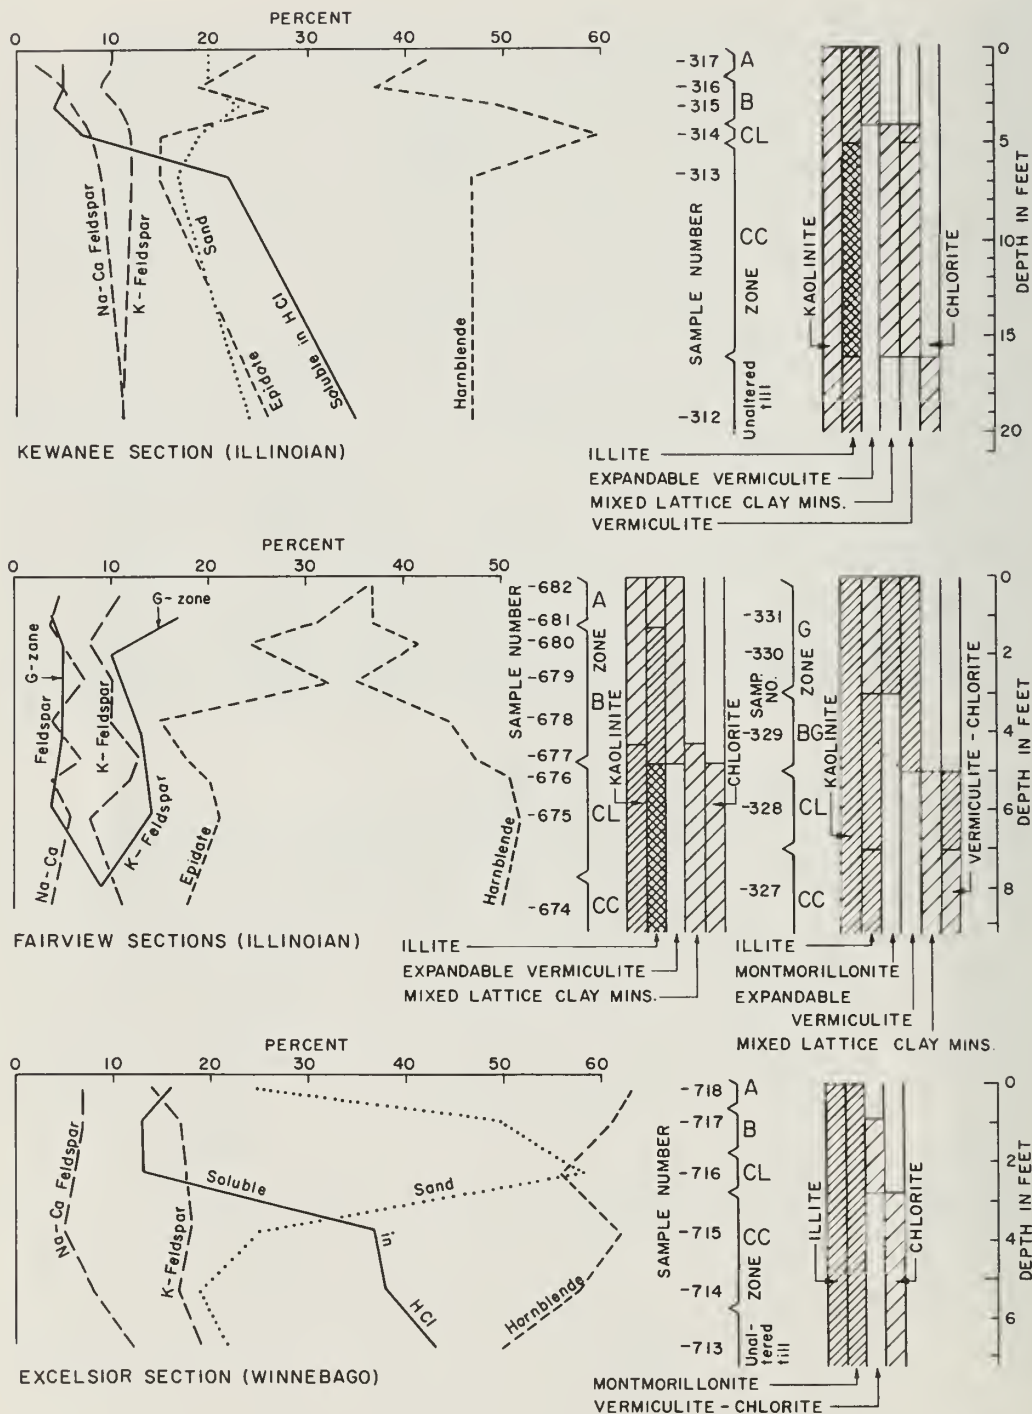 PERCENT
0 10 20 30 40 50 60
Na-Ca Feldspar
K-Feldspar
Sand
Epidote
Soluble in HCl
Harnblende
KEWANEE SECTION (ILLINOIAN)
SAMPLE NUMBER
-317
-316
-315
-314
-313
-312
A
B
CL
CC
ZONE
Unaltered till
KAOLINITE
CHLORITE
0
5
10
15
20
DEPTH IN FEET
ILLITE
EXPANDABLE VERMICULITE
MIXED LATTICE CLAY MINS.
VERMICULITE
PERCENT
0 10 20 30 40 50 60
G-zone
G-zane
Feldspar
K-Feldspar
Na-Ca
K-Feldspar
Epidate
Harnblende
FAIRVIEW SECTIONS (ILLINOIAN)
SAMPLE NUMBER
-682
-681
-680
-679
-678
-677
-676
-675
-674
A
ZONE
B
CL
CC
KAOLINITE
CHLORITE
ILLITE
EXPANDABLE VERMICULITE
MIXED LATTICE CLAY MINS.
SAMP. NO.
-331
-330
-329
-328
-327
G
ZONE
BG
CL
CC
KAOLINITE
VERMICULITE - CHLORITE
0
2
4
6
8
DEPTH IN FEET
ILLITE
MONTMORILLONITE
EXPANDABLE
VERMICULITE
MIXED LATTICE CLAY MINS.
PERCENT
0 10 20 30 40 50 60
Na-Ca Feldspar
K-Feldspar
Soluble
in
HCl
Sand
Harnblende
EXCELSIOR SECTION (WINNEBAGO)
SAMPLE NUMBER
-718
-717
-716
-715
-714
-713
A
B
CL
CC
ZONE
Unal-
tered
till
ILLITE
CHLORITE
0
2
4
6
DEPTH IN FEET
MONTMORILLONITE
VERMICULITE - CHLORITE